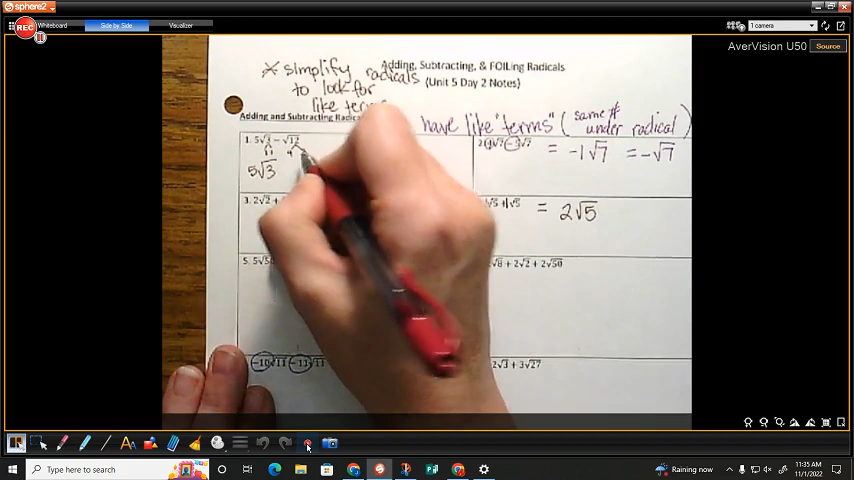 sphere2
REC
Whiteboard
Side by Side
Visualizer
1 camera
AverVision U50
Source
Adding, Subtracting, & FOILing Radicals
(Unit 5 Day 2 Notes)
* simplify radicals
to look for
like terms
Adding and Subtracting Radica
have like "terms" (same #
under radical)
1. 5√3 − √12
5√3
2
√7
√7 = -1√7 = -√7
3. 2√2 +
√5 +1√5 = 2√5
5. 5√5
√8 + 2√2 + 2√50
-10√11 -11√11
2√3 + 3√27
Type here to search
Raining now
11:35 AM
11/1/2022